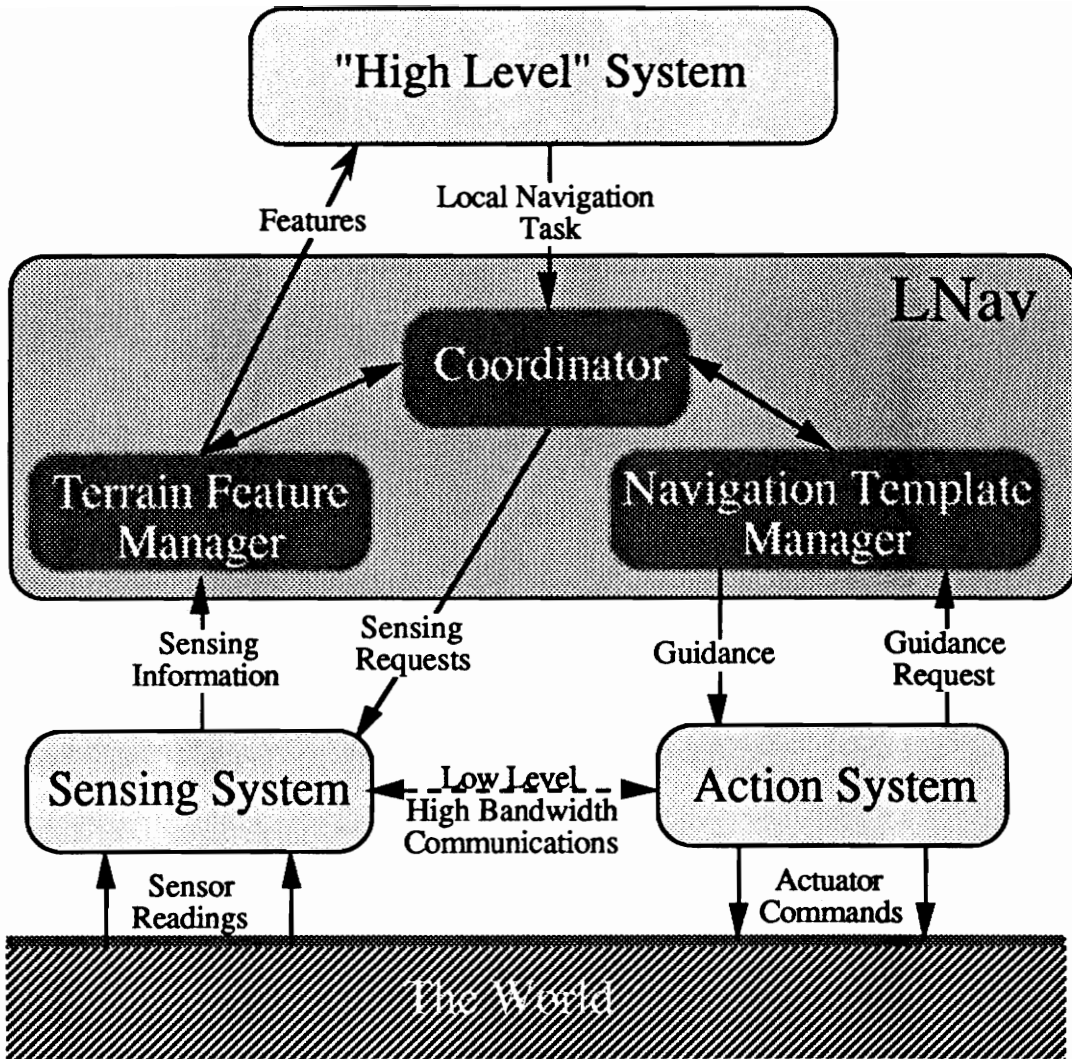 "High Level" System
Features
Local Navigation
Task
LNav
Coordinator
Terrain Feature
Manager
Navigation Template
Manager
Sensing
Information
Sensing
Requests
Guidance
Guidance
Request
Sensing System
Low Level
High Bandwidth
Communications
Action System
Sensor
Readings
Actuator
Commands
The World